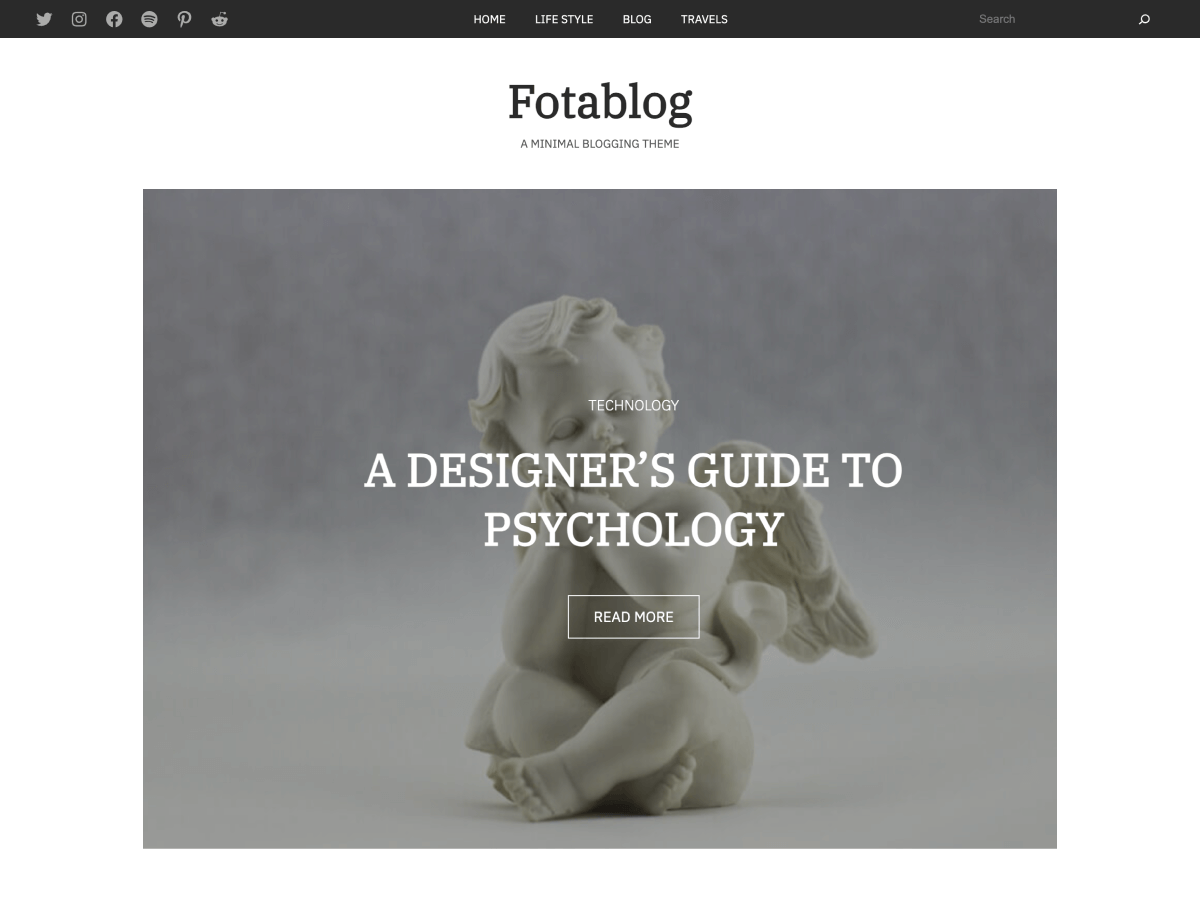 HOME LIFE STYLE BLOG TRAVELS Search
Fotablog
A MINIMAL BLOGGING THEME
TECHNOLOGY
A DESIGNER’S GUIDE TO
PSYCHOLOGY
READ MORE